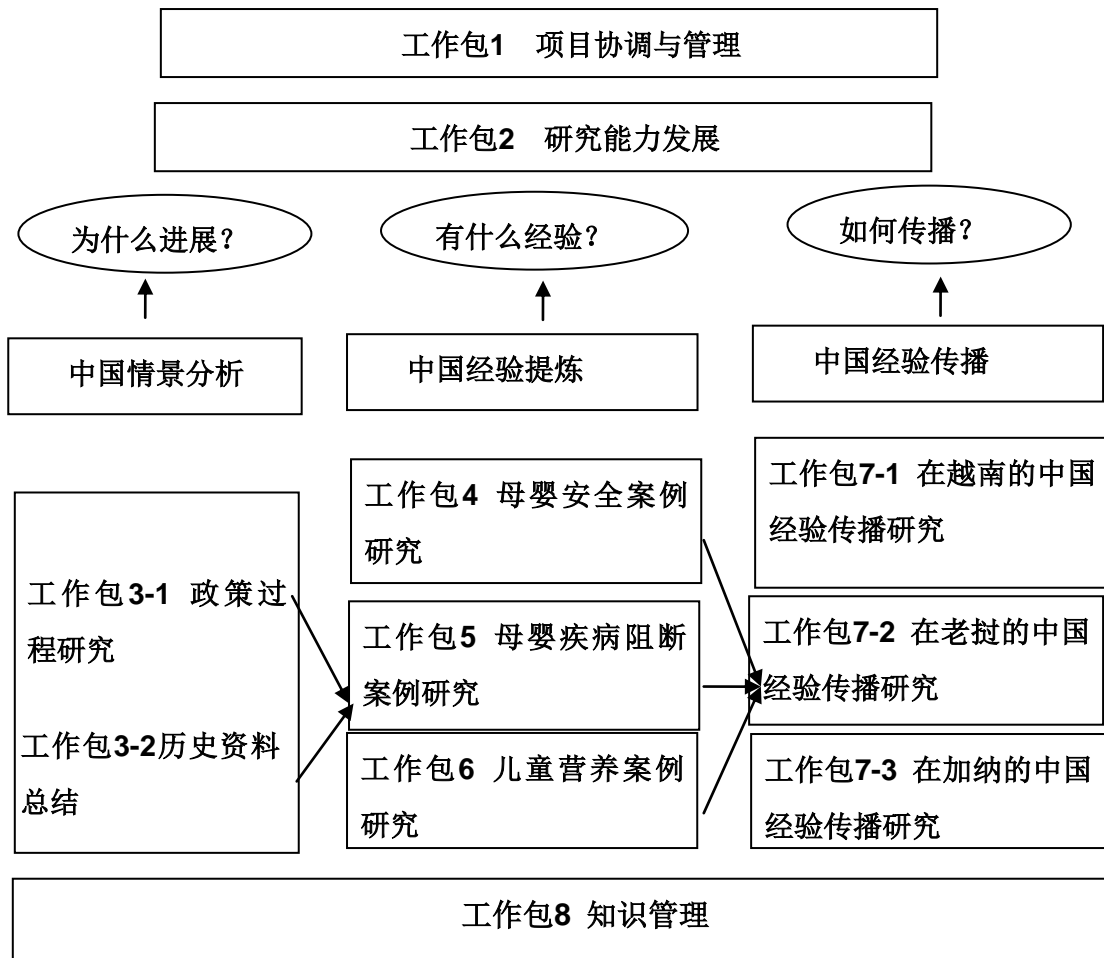 工作包1　项目协调与管理
工作包2　研究能力发展
为什么进展？
有什么经验？
如何传播？
中国情景分析
中国经验提炼
中国经验传播
工作包3-1 政策过
程研究
工作包3-2历史资料
总结
工作包4 母婴安全案例
研究
工作包5 母婴疾病阻断
案例研究
工作包6 儿童营养案例
研究
工作包7-1 在越南的中国
经验传播研究
工作包7-2 在老挝的中国
经验传播研究
工作包7-3 在加纳的中国
经验传播研究
工作包8 知识管理